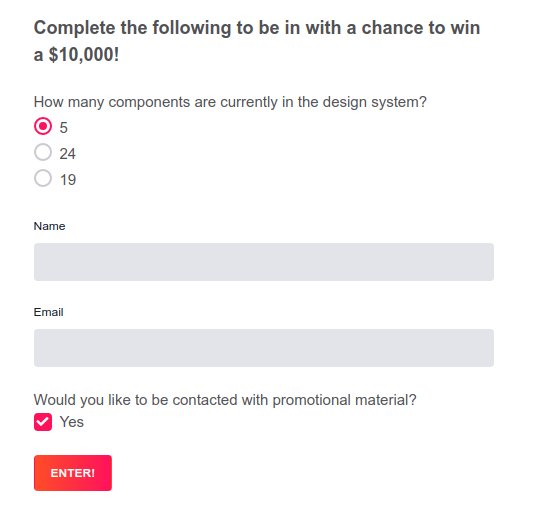 Complete the following to be in with a chance to win
a $10,000!
How many components are currently in the design system?
5
24
19
Name
Email
Would you like to be contacted with promotional material?
Yes
ENTER!